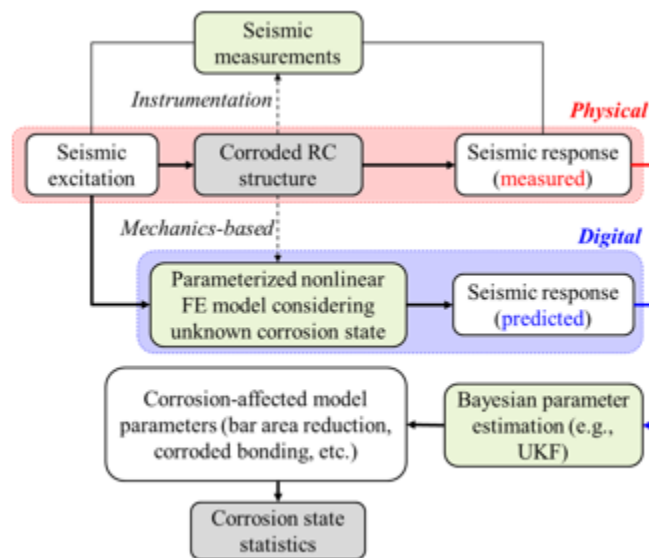 Seismic
measurements
Instrumentation
Physical
Seismic
excitation
Corroded RC
structure
Seismic response
(measured)
Mechanics-based
Digital
Parameterized nonlinear
FE model considering
unknown corrosion state
Seismic response
(predicted)
Corrosion-affected model
parameters (bar area reduction,
corroded bonding, etc.)
Bayesian parameter
estimation (e.g.,
UKF)
Corrosion state
statistics